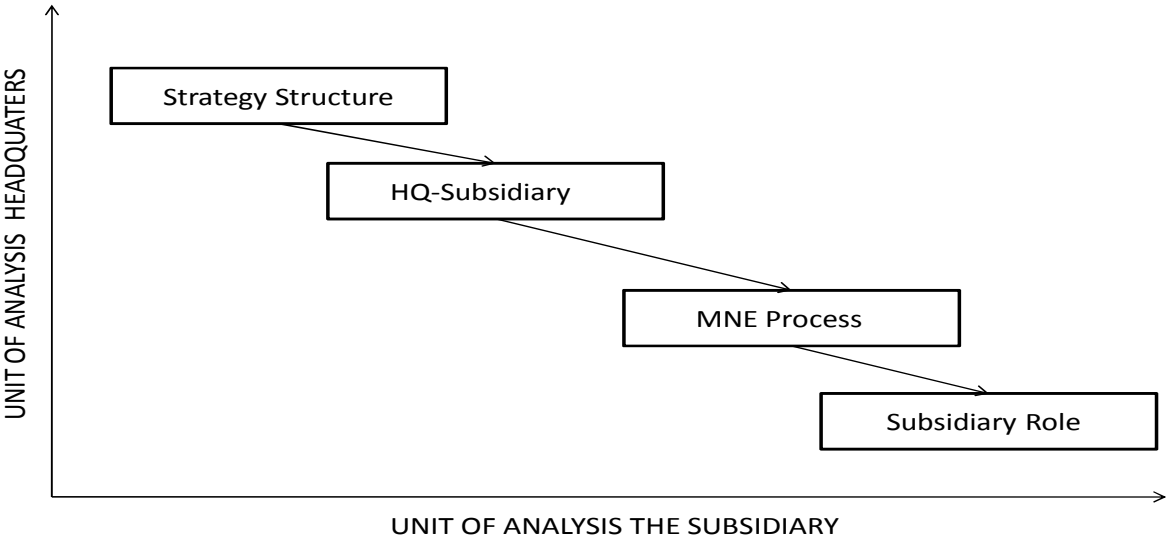 UNIT OF ANALYSIS HEADQUATERS
Strategy Structure
HQ-Subsidiary
MNE Process
Subsidiary Role
UNIT OF ANALYSIS THE SUBSIDIARY